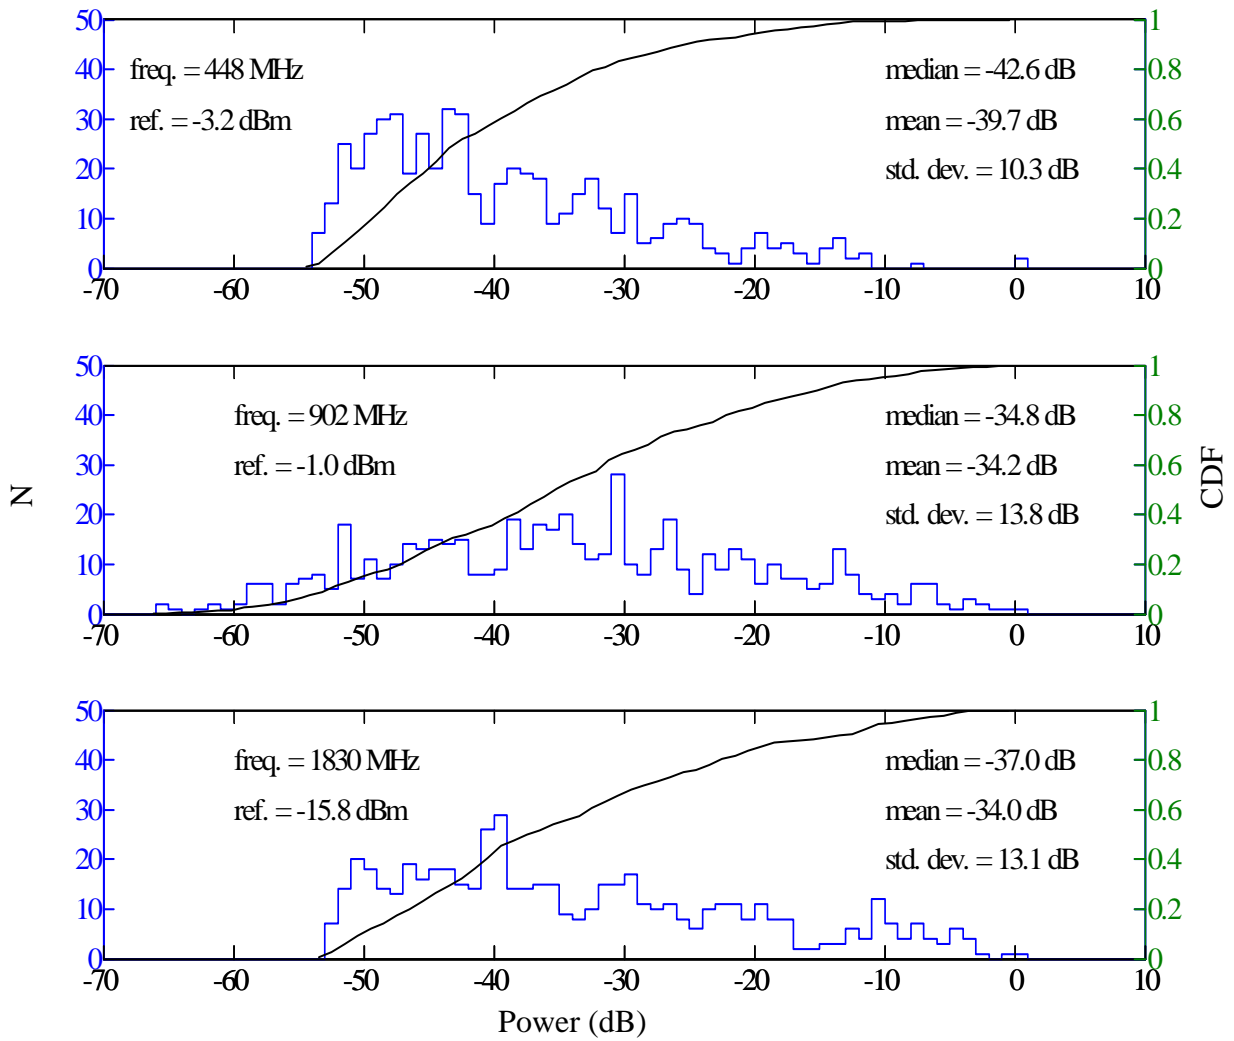 50
40
30
20
10
0
freq. = 448 MHz
ref. = -3.2 dBm
median = -42.6 dB
mean = -39.7 dB
std. dev. = 10.3 dB
1
0.8
0.6
0.4
0.2
0
-70 -60 -50 -40 -30 -20 -10 0 10
N
50
40
30
20
10
0
freq. = 902 MHz
ref. = -1.0 dBm
median = -34.8 dB
mean = -34.2 dB
std. dev. = 13.8 dB
1
0.8
0.6
0.4
0.2
0
CDF
-70 -60 -50 -40 -30 -20 -10 0 10
50
40
30
20
10
0
freq. = 1830 MHz
ref. = -15.8 dBm
median = -37.0 dB
mean = -34.0 dB
std. dev. = 13.1 dB
1
0.8
0.6
0.4
0.2
0
-70 -60 -50 -40 -30 -20 -10 0 10
Power (dB)